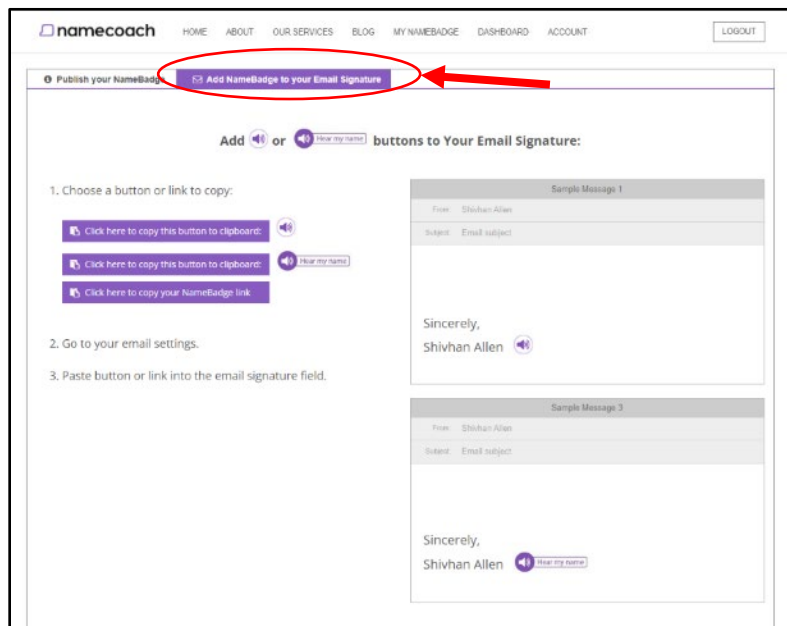 namecoach HOME ABOUT OUR SERVICES BLOG MY NAMEBADGE DASHBOARD ACCOUNT LOGOUT
Publish your NameBadge Add NameBadge to your Email Signature
Add or Hear my name buttons to Your Email Signature:
1. Choose a button or link to copy:
Click here to copy this button to clipboard:
Click here to copy this button to clipboard: Hear my name
Click here to copy your NameBadge link
2. Go to your email settings.
3. Paste button or link into the email signature field.
Sample Message 1
From: Shivhan Allen
Subject: Email subject
Sincerely,
Shivhan Allen
Sample Message 3
From: Shivhan Allen
Subject: Email subject
Sincerely,
Shivhan Allen Hear my name